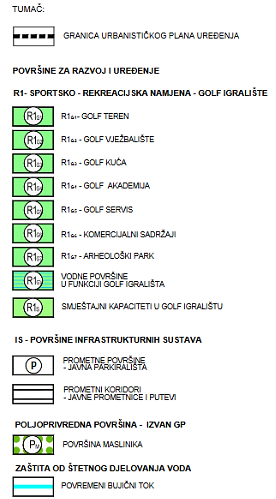 TUMAČ:
GRANICA URBANISTIČKOG PLANA UREĐENJA
POVRŠINE ZA RAZVOJ I UREĐENJE
R1- SPORTSKO - REKREACIJSKA NAMJENA - GOLF IGRALIŠTE
R1G1- GOLF TEREN
R1G2 - GOLF VJEŽBALIŠTE
R1G3 - GOLF KUĆA
R1G4 - GOLF AKADEMIJA
R1G5 - GOLF SERVIS
R1G6 - KOMERCIJALNI SADRŽAJI
R1G7 - ARHEOLOŠKI PARK
VODNE POVRŠINE
U FUNKCIJI GOLF IGRALIŠTA
SMJEŠTAJNI KAPACITETI U GOLF IGRALIŠTU
IS - POVRŠINE INFRASTRUKTURNIH SUSTAVA
P
PROMETNE POVRŠINE
- JAVNA PARKIRALIŠTA
PROMETNI KORIDORI
- JAVNE PROMETNICE I PUTEVI
POLJOPRIVREDNA POVRŠINA - IZVAN GP
PM
POVRŠINA MASLINIKA
ZAŠTITA OD ŠTETNOG DJELOVANJA VODA
POVREMENI BUJIČNI TOK